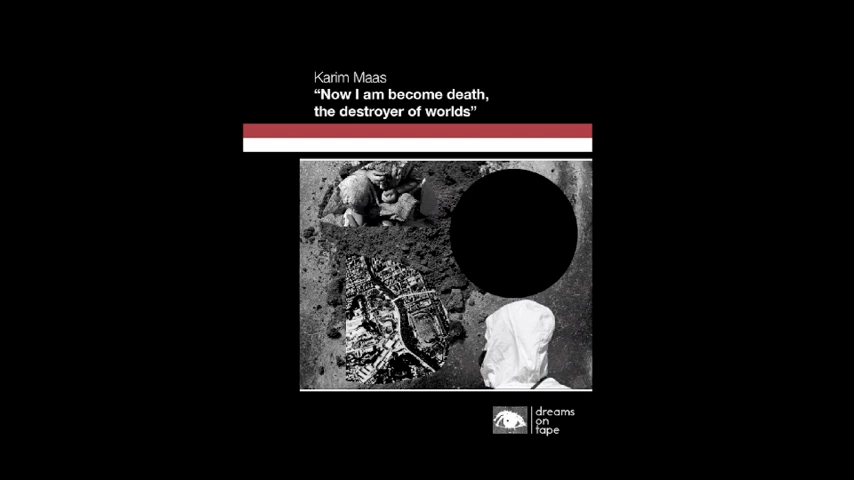 Karim Maas
“Now I am become death,
the destroyer of worlds”
dreams
on
tape